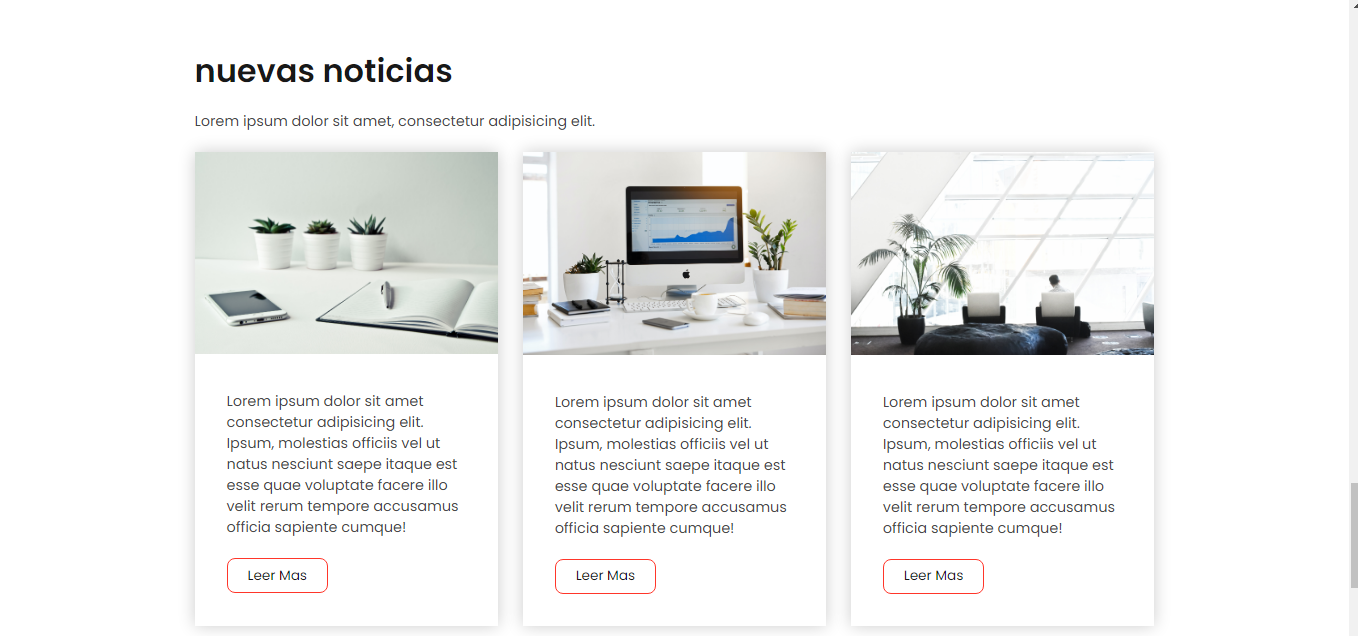 nuevas noticias
Lorem ipsum dolor sit amet, consectetur adipisicing elit.
Lorem ipsum dolor sit amet
consectetur adipisicing elit.
Ipsum, molestias officiis vel ut
natus nesciunt saepe itaque est
esse quae voluptate facere illo
velit rerum tempore accusamus
officia sapiente cumque!
Leer Mas
Lorem ipsum dolor sit amet
consectetur adipisicing elit.
Ipsum, molestias officiis vel ut
natus nesciunt saepe itaque est
esse quae voluptate facere illo
velit rerum tempore accusamus
officia sapiente cumque!
Leer Mas
Lorem ipsum dolor sit amet
consectetur adipisicing elit.
Ipsum, molestias officiis vel ut
natus nesciunt saepe itaque est
esse quae voluptate facere illo
velit rerum tempore accusamus
officia sapiente cumque!
Leer Mas